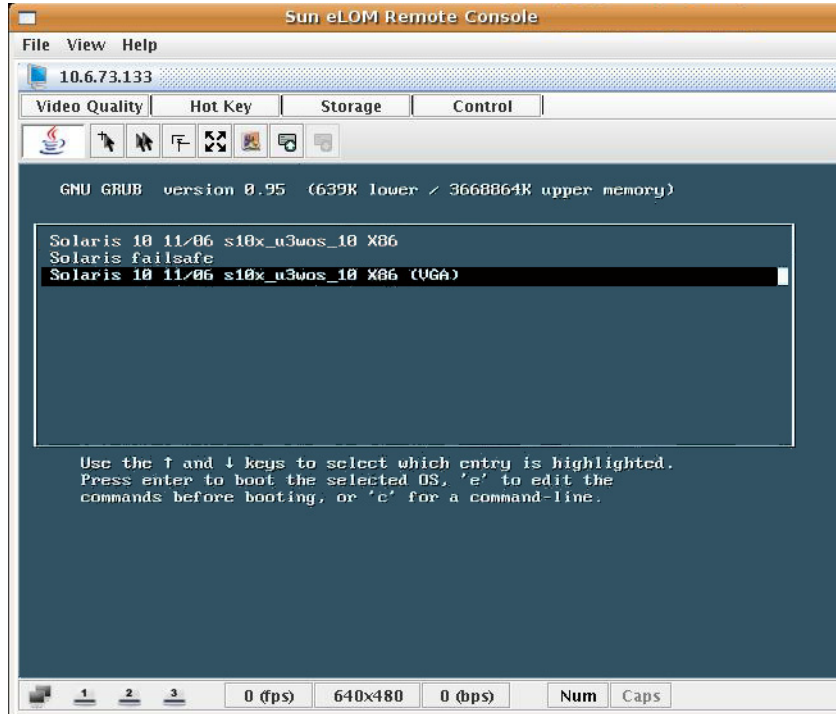 Sun eLOM Remote Console
File View Help
10.6.73.133
Video Quality Hot Key Storage Control
GNU GRUB version 0.95 (639K lower / 3668864K upper memory)
Solaris 10 11/06 s10x_u3wos_10 X86
Solaris failsafe
Solaris 10 11/06 s10x_u3wos_10 X86 (VGA)
Use the ↑ and ↓ keys to select which entry is highlighted.
Press enter to boot the selected OS, 'e' to edit the
commands before booting, or 'c' for a command-line.
1 2 3 0 (fps) 640x480 0 (bps) Num Caps